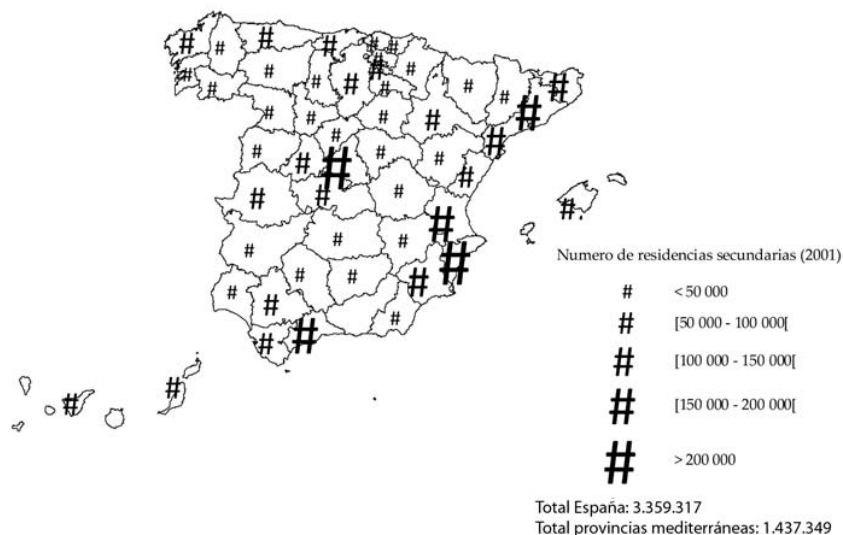 Numero de residencias secundarias (2001)
# < 50 000
# [50 000 - 100 000[
# [100 000 - 150 000[
# [150 000 - 200 000[
# > 200 000
Total España: 3.359.317
Total provincias mediterráneas: 1.437.349